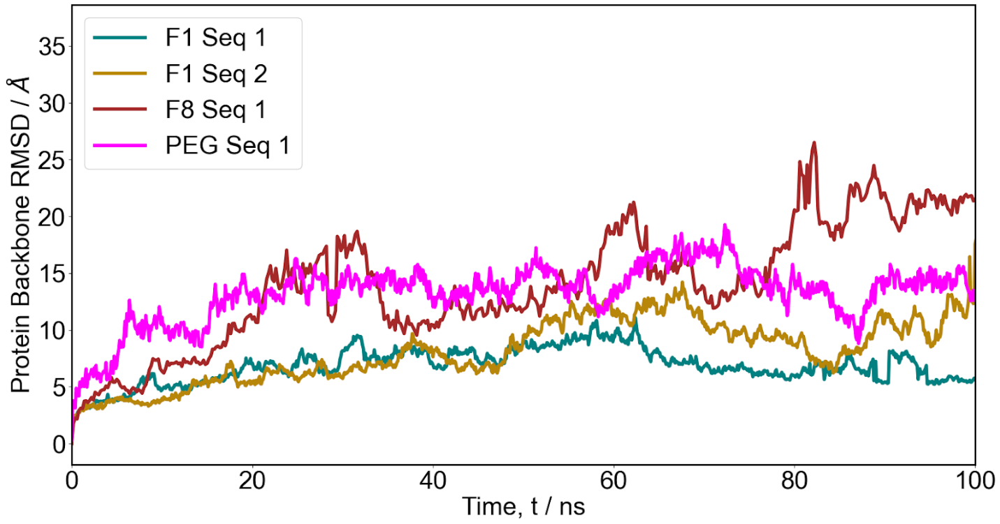 Protein Backbone RMSD / Å
35
30
25
20
15
10
5
0
F1 Seq 1
F1 Seq 2
F8 Seq 1
PEG Seq 1
0 20 40 60 80 100
Time, t / ns